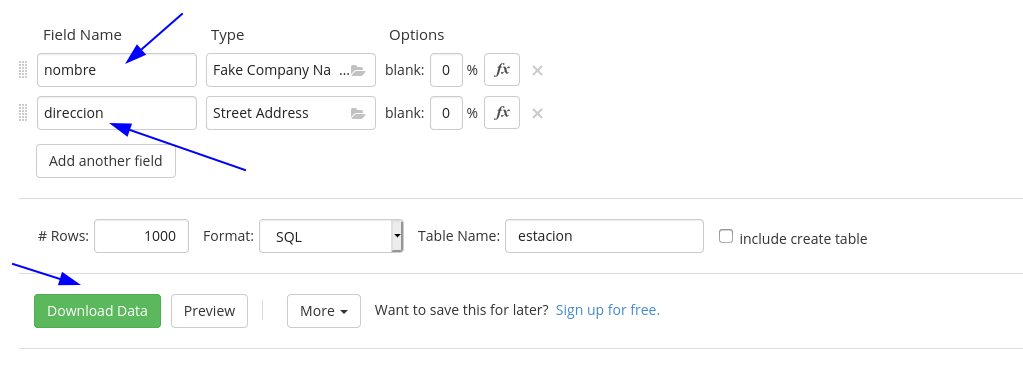 Field Name Type Options
nombre Fake Company Na ... blank: 0 % fx ×
direccion Street Address blank: 0 % fx ×
Add another field
# Rows: 1000 Format: SQL Table Name: estacion include create table
Download Data Preview More Want to save this for later? Sign up for free.